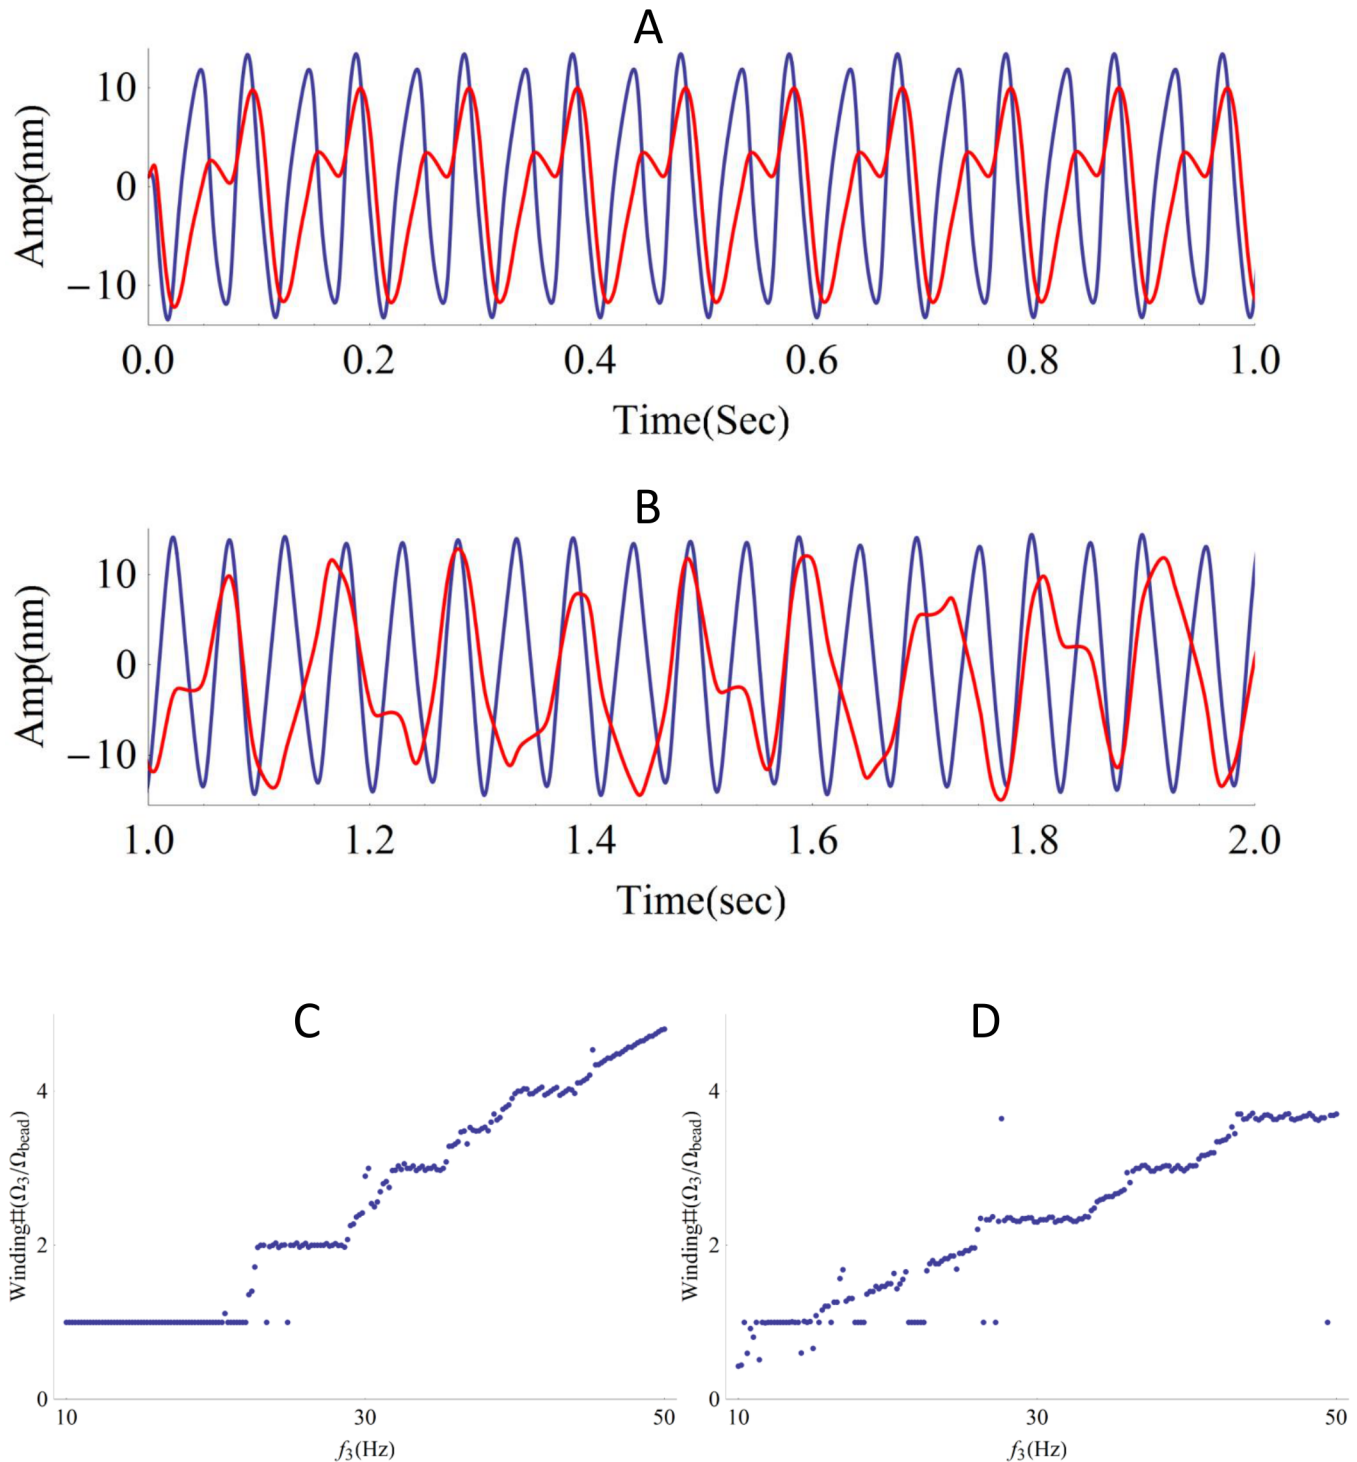 A
Amp(nm)
10
0
−10
0.0 0.2 0.4 0.6 0.8 1.0
Time(Sec)
B
Amp(nm)
10
0
−10
1.0 1.2 1.4 1.6 1.8 2.0
Time(sec)
C
Winding#(Ω3/Ωbead)
4
2
0
10 30 50
f3(Hz)
D
Winding#(Ω3/Ωbead)
4
2
0
10 30 50
f3(Hz)